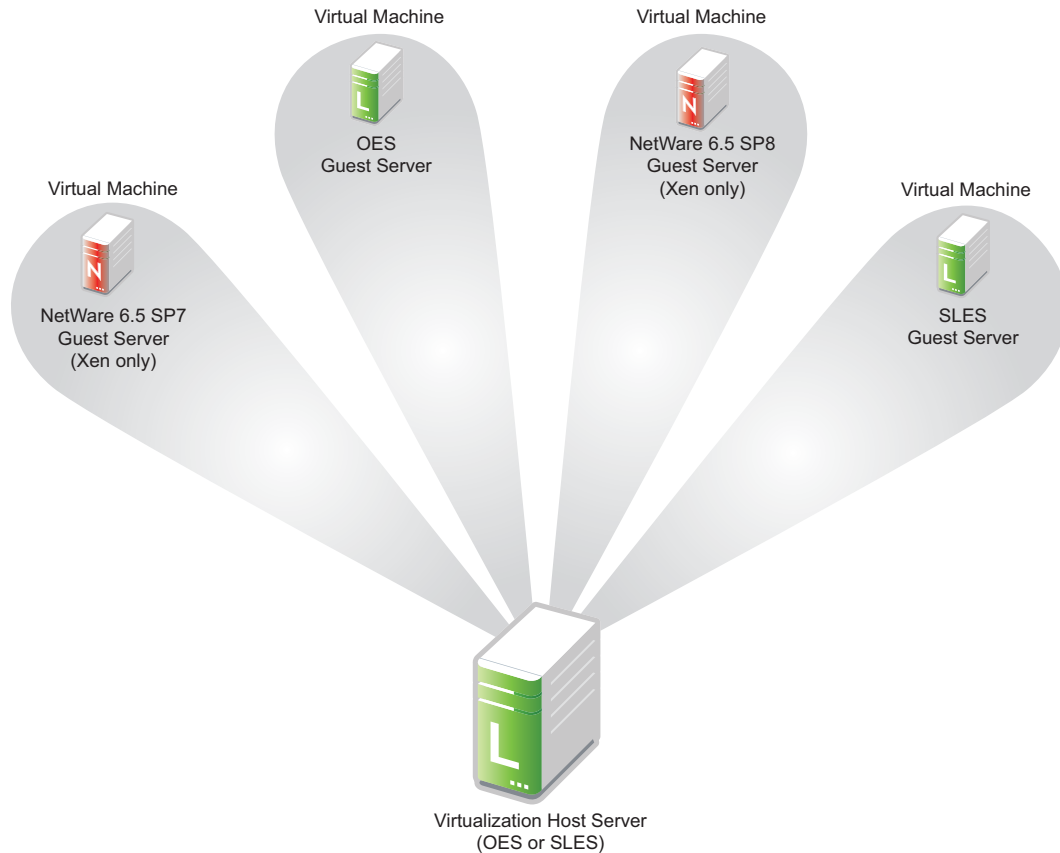 Virtual Machine
L
OES
Guest Server
Virtual Machine
N
NetWare 6.5 SP8
Guest Server
(Xen only)
Virtual Machine
N
NetWare 6.5 SP7
Guest Server
(Xen only)
Virtual Machine
L
SLES
Guest Server
L
Virtualization Host Server
(OES or SLES)